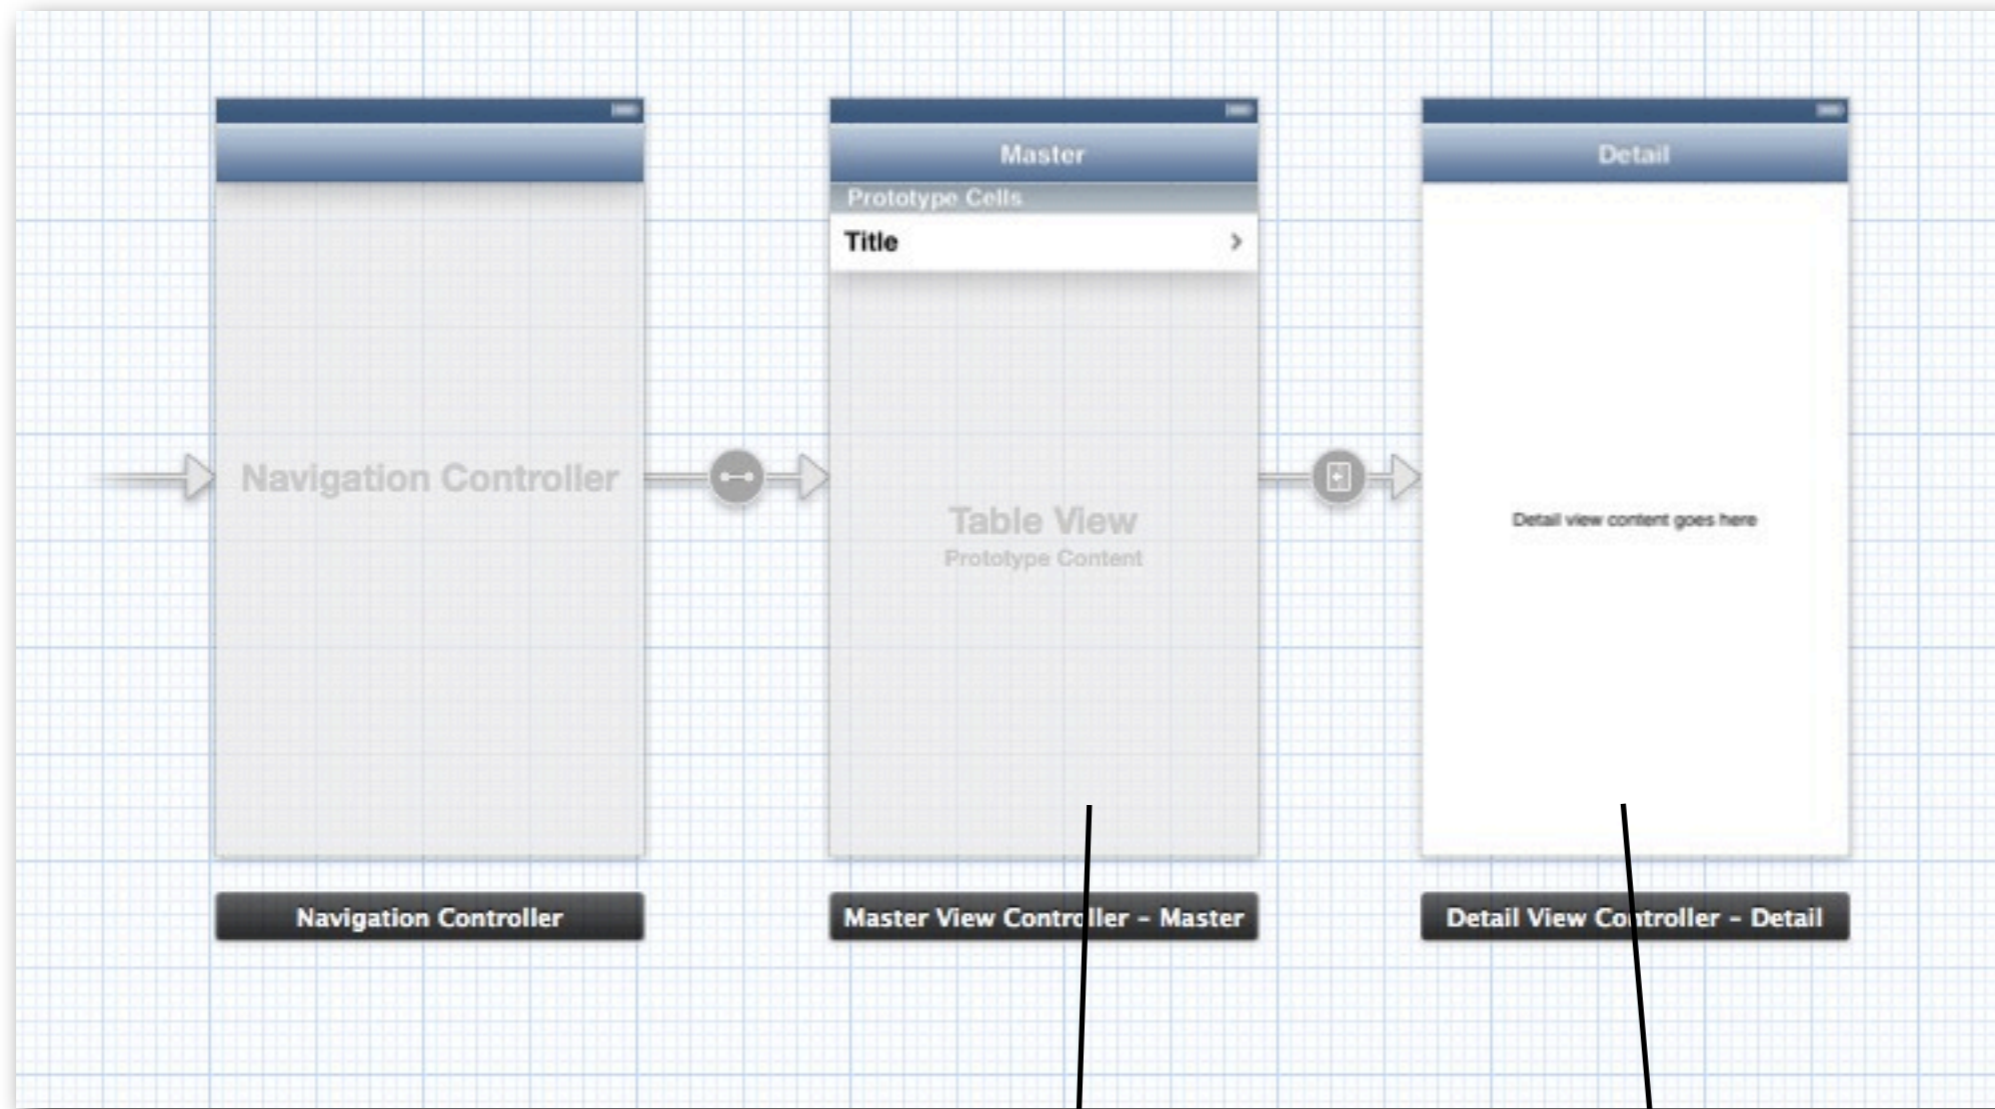 Navigation Controller
Navigation Controller
Master
Prototype Cells
Title
Table View
Prototype Content
Master View Controller – Master
Detail
Detail view content goes here
Detail View Controller – Detail